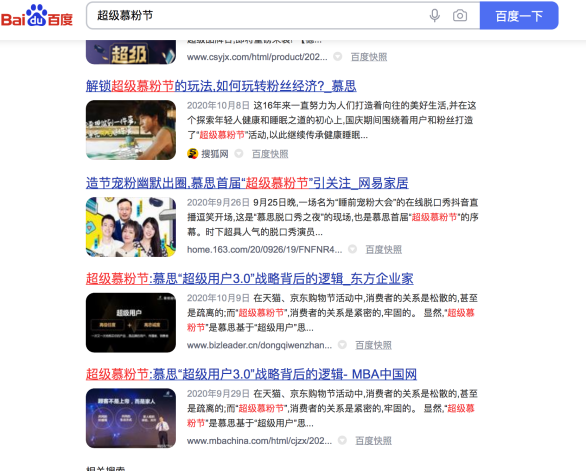 Bai du 百度
超级慕粉节
百度一下
超级
www.csyjx.com/html/product/202... 百度快照
解锁超级慕粉节的玩法,如何玩转粉丝经济?_慕思
2020年10月8日 这16年来一直努力为人们打造着向往的美好生活,并在这
个探索年轻人健康和睡眠之道的初心上,国庆期间围绕着用户和粉丝打造
了“超级慕粉节”活动,以此继续传承健康睡眠...
搜狐网 百度快照
造节宠粉幽默出圈,慕思首届“超级慕粉节”引关注_网易家居
2020年9月26日 9月25日晚,一场名为“睡前宠粉大会”的在线脱口秀抖音直
播逗笑开场,这是“慕思脱口秀之夜”的现场,也是慕思首届“超级慕粉节”的序
幕。时下超具人气的脱口秀演员...
home.163.com/20/0926/19/FNFNR4... 百度快照
超级慕粉节:慕思“超级用户3.0”战略背后的逻辑_东方企业家
超级用户
2020年10月9日 在天猫、京东购物节活动中,消费者的关系是松散的,甚至
是疏离的;而“超级慕粉节”,消费者的关系是紧密的,牢固的。 显然,“超级慕
粉节”是慕思基于“超级用户”思...
www.bizleader.cn/dongqiwenzhan... 百度快照
超级慕粉节:慕思“超级用户3.0”战略背后的逻辑- MBA中国网
顾客不是上帝,而是家人
2020年9月29日 在天猫、京东购物节活动中,消费者的关系是松散的,甚至
是疏离的;而“超级慕粉节”,消费者的关系是紧密的,牢固的。 显然,“超级慕
粉节”是慕思基于“超级用户”思...
www.mbachina.com/html/cjzx/202... 百度快照